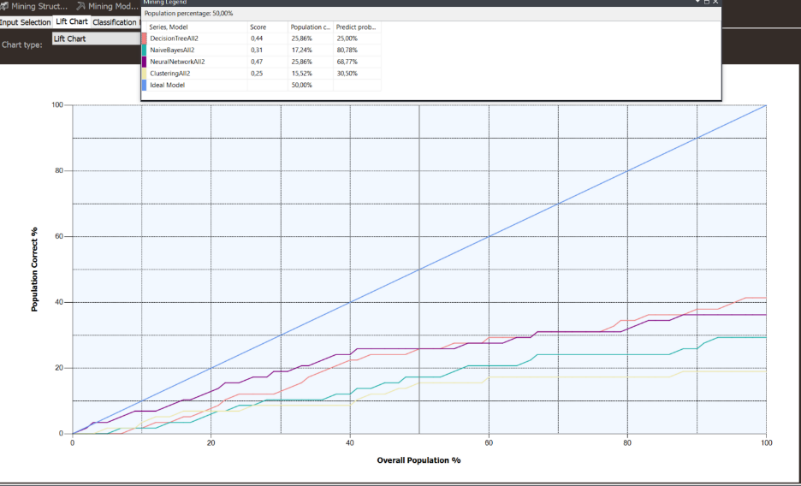 Mining Struct... Mining Mod...
Mining Legend
Input Selection Lift Chart Classification
Chart type: Lift Chart
Population percentage: 50,00%
Series, Model Score Population c... Predict prob...
DecisionTreeAll2 0,44 25,86% 25,00%
NaiveBayesAll2 0,31 17,24% 80,78%
NeuralNetworkAll2 0,47 25,86% 68,77%
ClusteringAll2 0,25 15,52% 30,50%
Ideal Model 50,00%
100
80
60
40
20
0
Population Correct %
0 20 40 60 80 100
Overall Population %